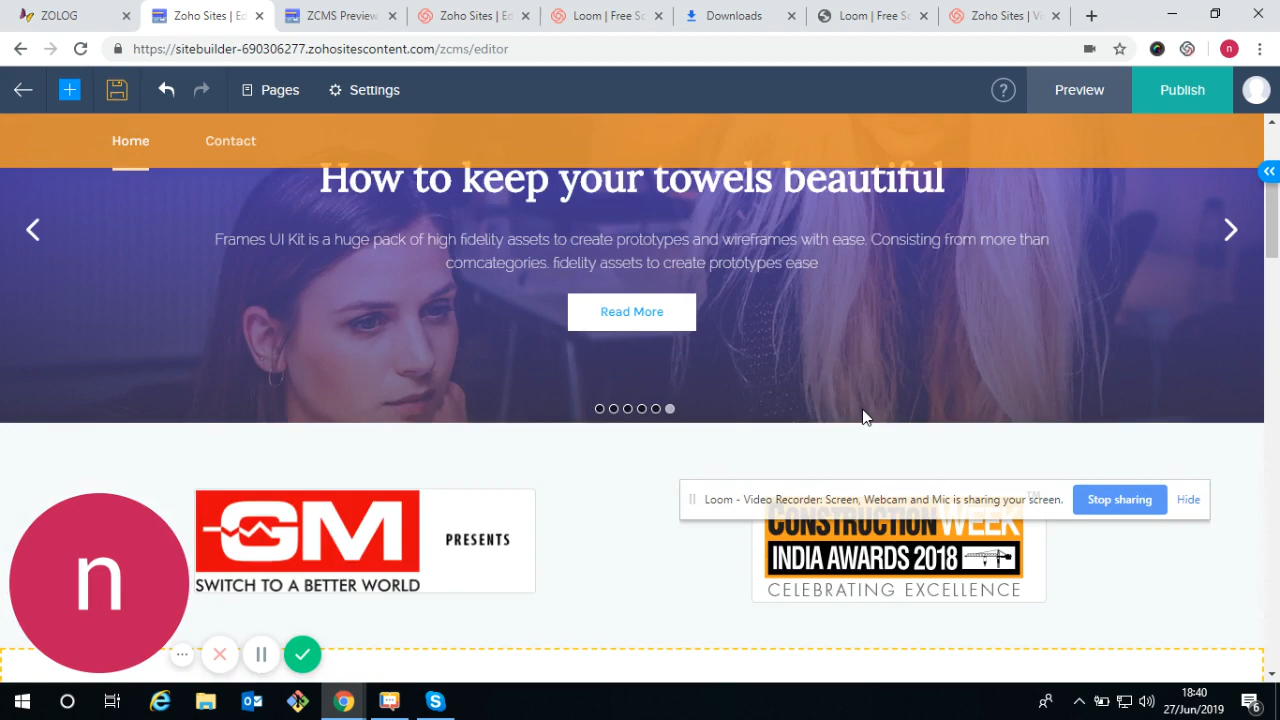 ZOLOG
Zoho Sites | Ed
ZCMS Preview
Zoho Sites | Ed
Loom | Free Sc
Downloads
Loom | Free Sc
Zoho Sites | Vi
https://sitebuilder-690306277.zohositescontent.com/zcms/editor
n
Pages
Settings
?
Preview
Publish
Home
Contact
How to keep your towels beautiful
Frames UI Kit is a huge pack of high fidelity assets to create prototypes and wireframes with ease. Consisting from more than
comcategories. fidelity assets to create prototypes ease
Read More
Loom - Video Recorder: Screen, Webcam and Mic is sharing your screen.
Stop sharing
Hide
GM
PRESENTS
SWITCH TO A BETTER WORLD
CONSTRUCTION WEEK
TM
INDIA AWARDS 2018
CELEBRATING EXCELLENCE
n
18:40
27/Jun/2019
6